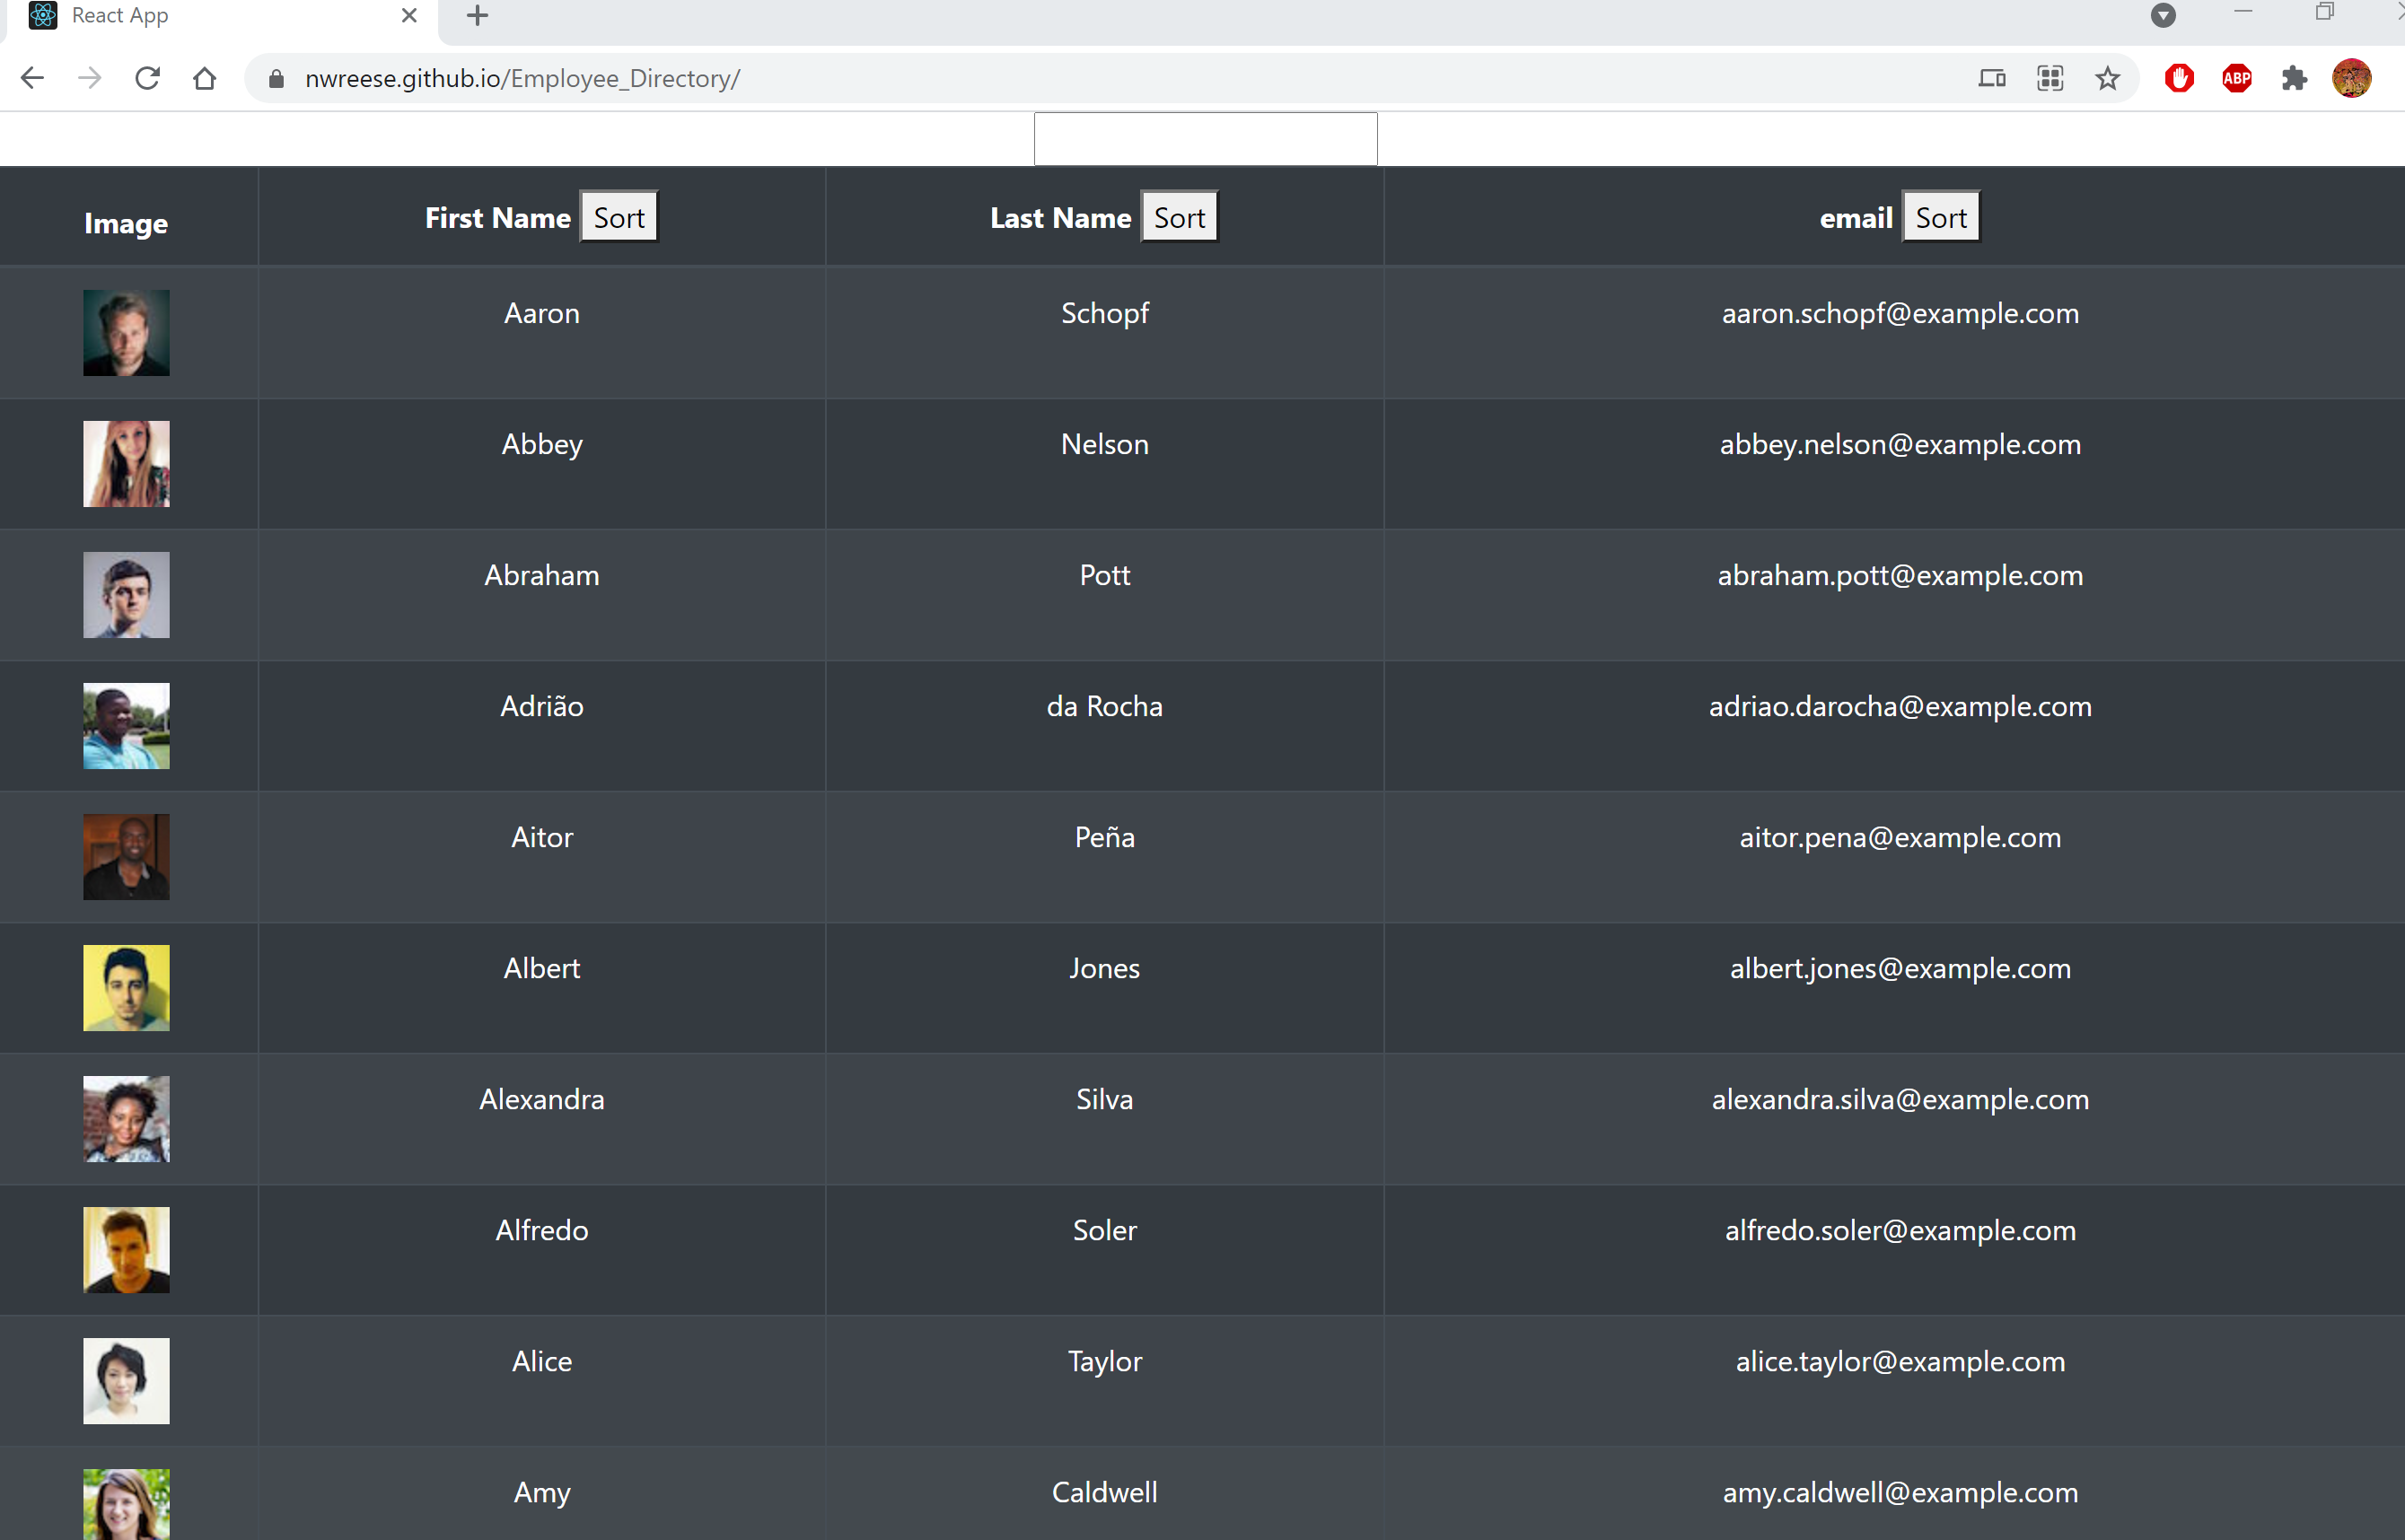 React App
nwreese.github.io/Employee_Directory/
ABP
Image First Name Sort Last Name Sort email Sort
Aaron Schopf aaron.schopf@example.com
Abbey Nelson abbey.nelson@example.com
Abraham Pott abraham.pott@example.com
Adrião da Rocha adriao.darocha@example.com
Aitor Peña aitor.pena@example.com
Albert Jones albert.jones@example.com
Alexandra Silva alexandra.silva@example.com
Alfredo Soler alfredo.soler@example.com
Alice Taylor alice.taylor@example.com
Amy Caldwell amy.caldwell@example.com